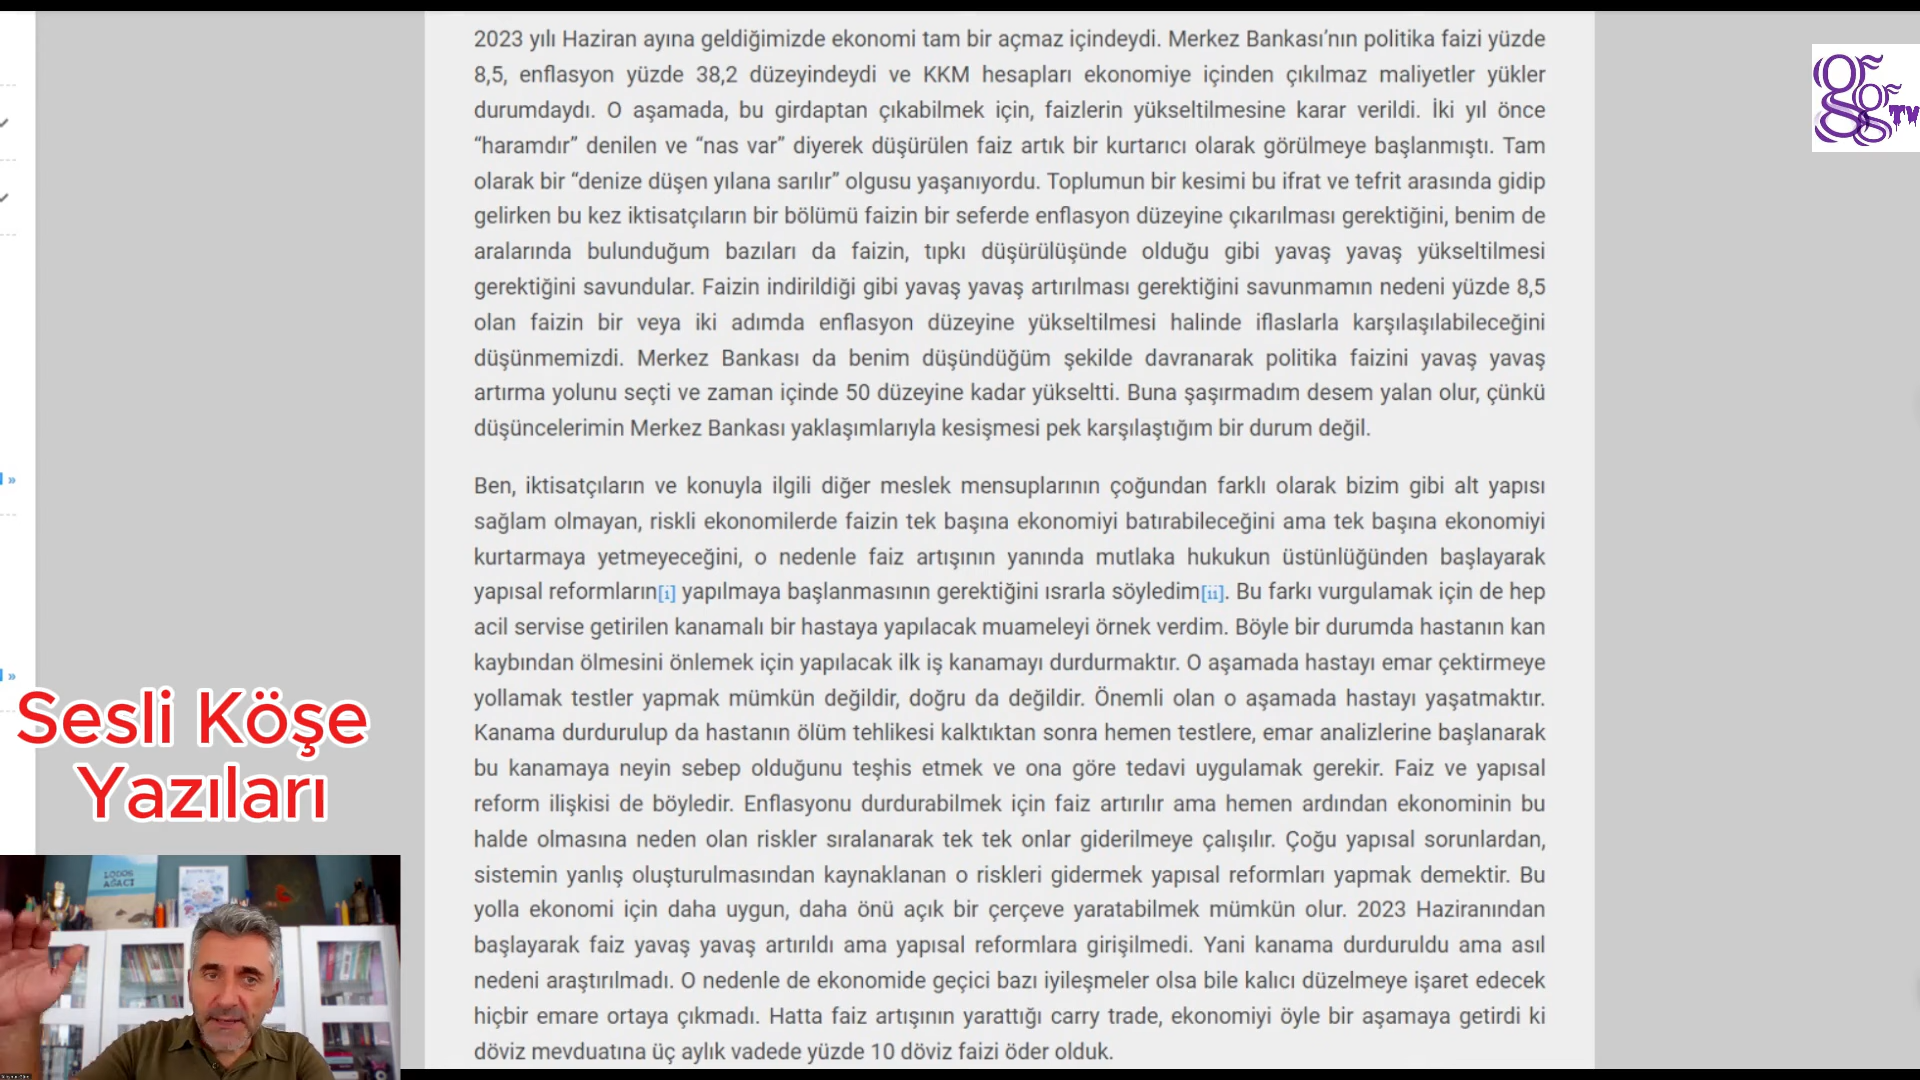 2023 yılı Haziran ayına geldiğimizde ekonomi tam bir açmaz içindeydi. Merkez Bankası’nın politika faizi yüzde
8,5, enflasyon yüzde 38,2 düzeyindeydi ve KKM hesapları ekonomiye içinden çıkılmaz maliyetler yükler
durumdaydı. O aşamada, bu girdaptan çıkabilmek için, faizlerin yükseltilmesine karar verildi. İki yıl önce
“haramdır” denilen ve “nas var” diyerek düşürülen faiz artık bir kurtarıcı olarak görülmeye başlanmıştı. Tam
olarak bir “denize düşen yılana sarılır” olgusu yaşanıyordu. Toplumun bir kesimi bu ifrat ve tefrit arasında gidip
gelirken bu kez iktisatçıların bir bölümü faizin bir seferde enflasyon düzeyine çıkarılması gerektiğini, benim de
aralarında bulunduğum bazıları da faizin, tıpkı düşürülüşünde olduğu gibi yavaş yavaş yükseltilmesi
gerektiğini savundular. Faizin indirildiği gibi yavaş yavaş artırılması gerektiğini savunmamın nedeni yüzde 8,5
olan faizin bir veya iki adımda enflasyon düzeyine yükseltilmesi halinde iflaslarla karşılaşılabileceğini
düşünmemizdi. Merkez Bankası da benim düşündüğüm şekilde davranarak politika faizini yavaş yavaş
artırma yolunu seçti ve zaman içinde 50 düzeyine kadar yükseltti. Buna şaşırmadım desem yalan olur, çünkü
düşüncelerimin Merkez Bankası yaklaşımlarıyla kesişmesi pek karşılaştığım bir durum değil.
Ben, iktisatçıların ve konuyla ilgili diğer meslek mensuplarının çoğundan farklı olarak bizim gibi alt yapısı
sağlam olmayan, riskli ekonomilerde faizin tek başına ekonomiyi batırabileceğini ama tek başına ekonomiyi
kurtarmaya yetmeyeceğini, o nedenle faiz artışının yanında mutlaka hukukun üstünlüğünden başlayarak
yapısal reformların[i] yapılmaya başlanmasının gerektiğini ısrarla söyledim[ii]. Bu farkı vurgulamak için de hep
acil servise getirilen kanamalı bir hastaya yapılacak muameleyi örnek verdim. Böyle bir durumda hastanın kan
kaybından ölmesini önlemek için yapılacak ilk iş kanamayı durdurmaktır. O aşamada hastayı emar çektirmeye
yollamak testler yapmak mümkün değildir, doğru da değildir. Önemli olan o aşamada hastayı yaşatmaktır.
Kanama durdurulup da hastanın ölüm tehlikesi kalktıktan sonra hemen testlere, emar analizlerine başlanarak
bu kanamaya neyin sebep olduğunu teşhis etmek ve ona göre tedavi uygulamak gerekir. Faiz ve yapısal
reform ilişkisi de böyledir. Enflasyonu durdurabilmek için faiz artırılır ama hemen ardından ekonominin bu
halde olmasına neden olan riskler sıralanarak tek tek onlar giderilmeye çalışılır. Çoğu yapısal sorunlardan,
sistemin yanlış oluşturulmasından kaynaklanan o riskleri gidermek yapısal reformları yapmak demektir. Bu
yolla ekonomi için daha uygun, daha önü açık bir çerçeve yaratabilmek mümkün olur. 2023 Haziranından
başlayarak faiz yavaş yavaş artırıldı ama yapısal reformlara girişilmedi. Yani kanama durduruldu ama asıl
nedeni araştırılmadı. O nedenle de ekonomide geçici bazı iyileşmeler olsa bile kalıcı düzelmeye işaret edecek
hiçbir emare ortaya çıkmadı. Hatta faiz artışının yarattığı carry trade, ekonomiyi öyle bir aşamaya getirdi ki
döviz mevduatına üç aylık vadede yüzde 10 döviz faizi öder olduk.
Sesli Köşe
Yazıları
LODOS
AĞACI
TV